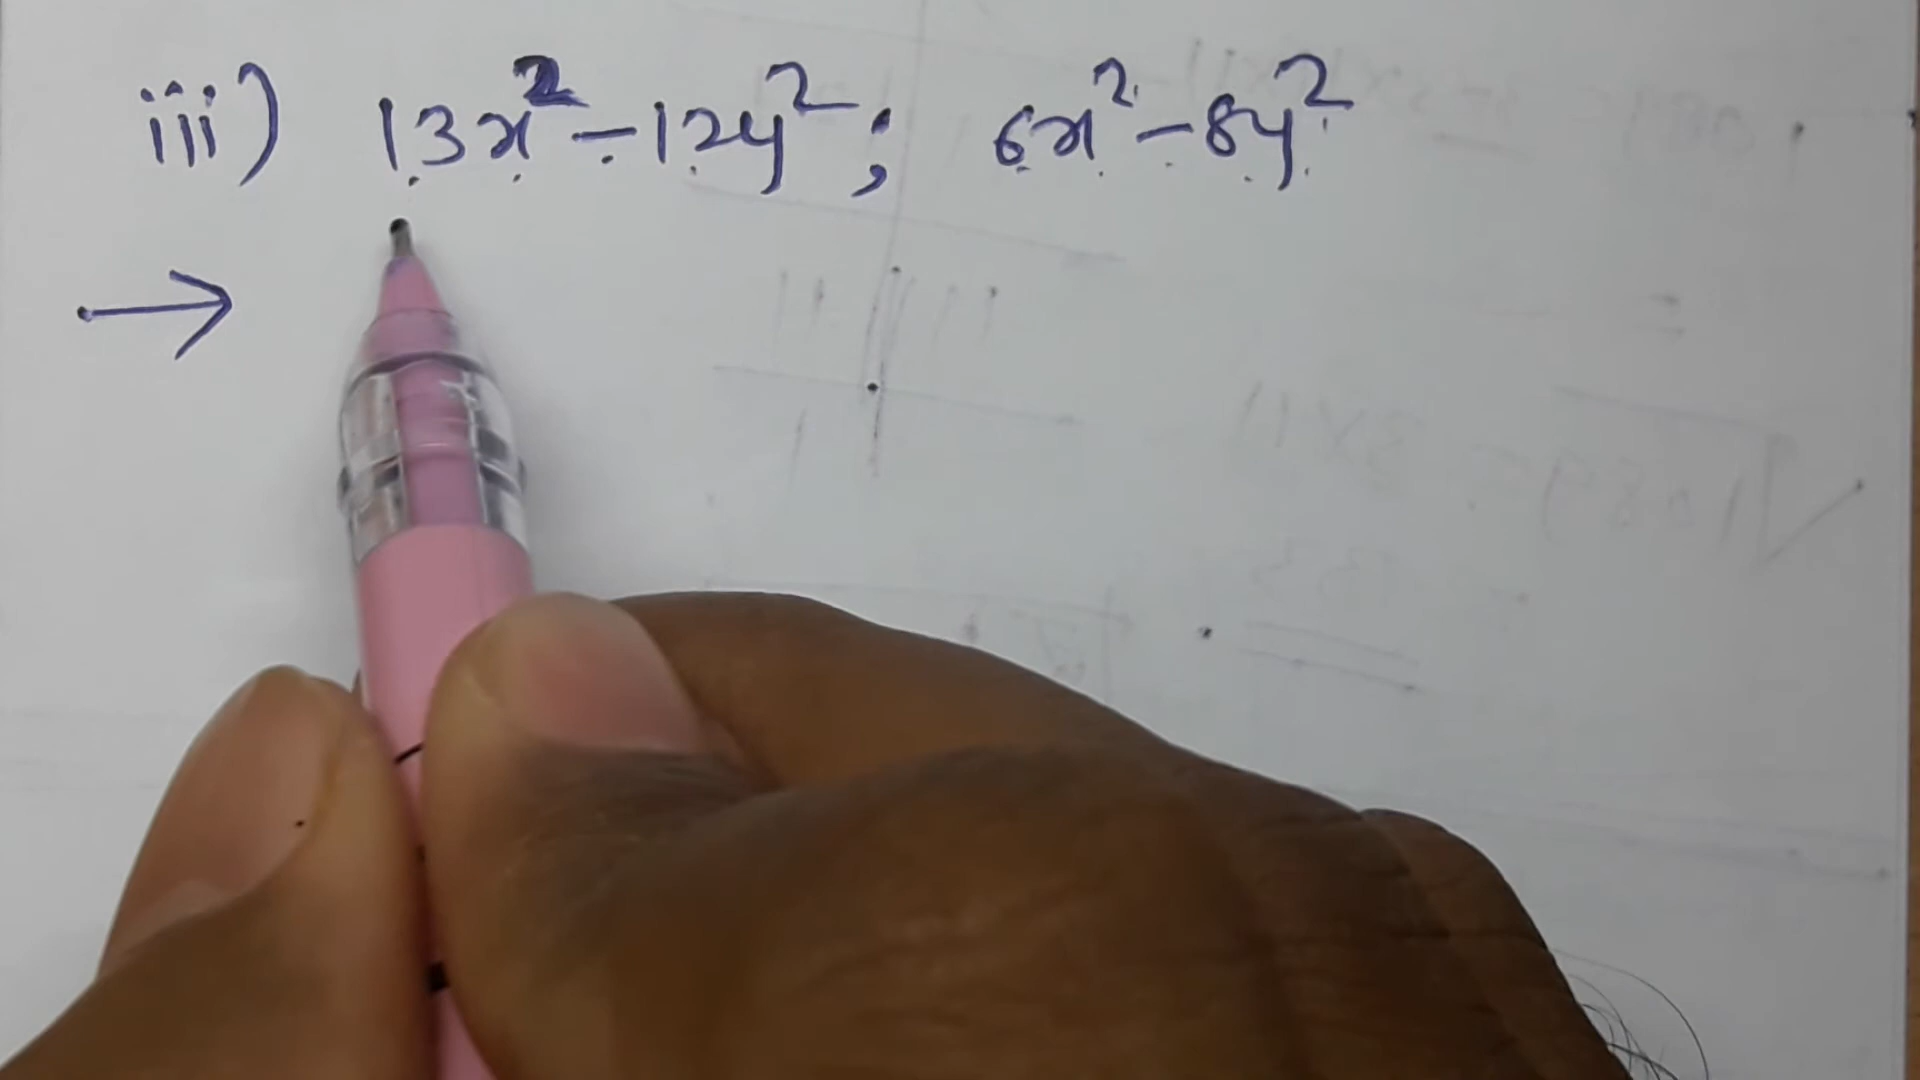 iii) 13x² - 12y² ; 6x² - 8y²
→